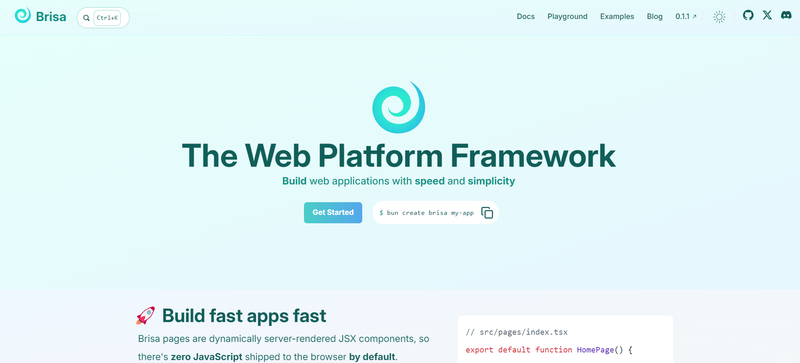 Brisa
Ctrl+K
Docs Playground Examples Blog 0.1.1 ↗
The Web Platform Framework
Build web applications with speed and simplicity
Get Started
$ bun create brisa my-app
🚀 Build fast apps fast
Brisa pages are dynamically server-rendered JSX components, so
there's zero JavaScript shipped to the browser by default.
// src/pages/index.tsx
export default function HomePage() {